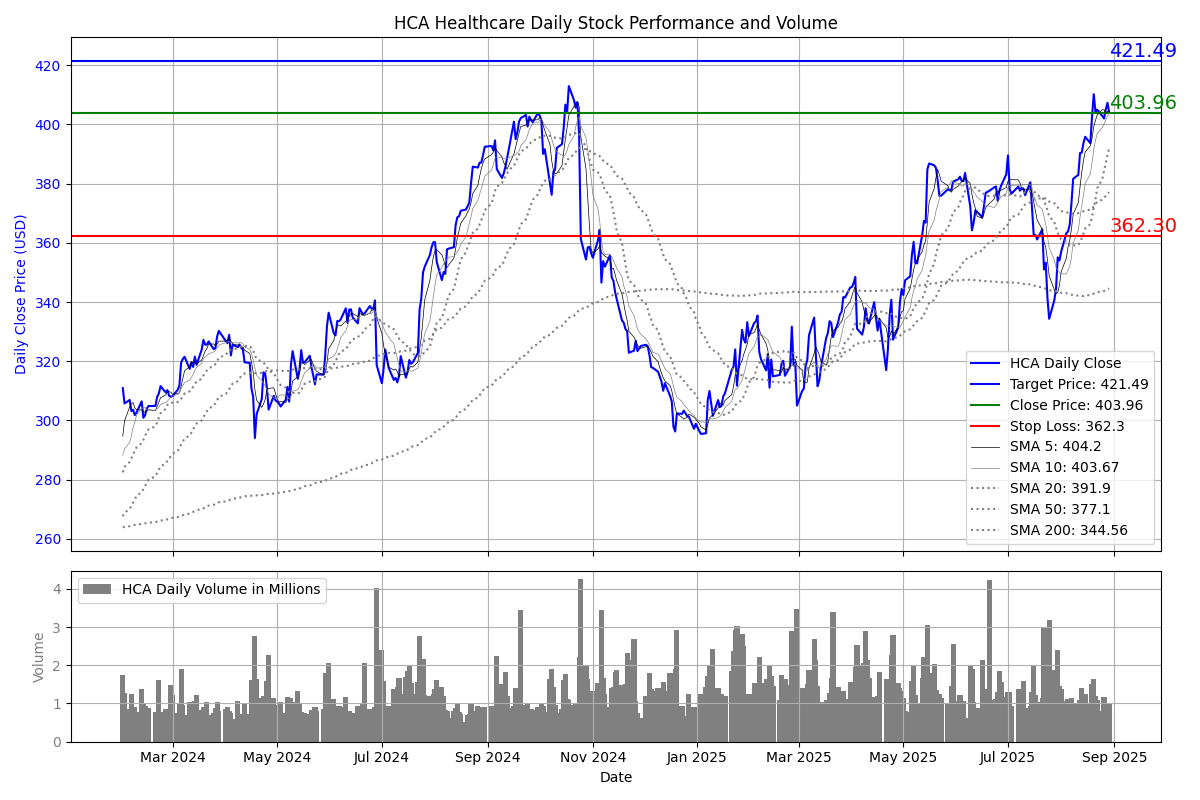 HCA Healthcare Daily Stock Performance and Volume
421.49
403.96
362.30
420
400
380
360
340
320
300
280
260
Daily Close Price (USD)
HCA Daily Close
Target Price: 421.49
Close Price: 403.96
Stop Loss: 362.3
SMA 5: 404.2
SMA 10: 403.67
SMA 20: 391.9
SMA 50: 377.1
SMA 200: 344.56
HCA Daily Volume in Millions
4
3
2
1
0
Volume
Mar 2024
May 2024
Jul 2024
Sep 2024
Nov 2024
Jan 2025
Mar 2025
May 2025
Jul 2025
Sep 2025
Date